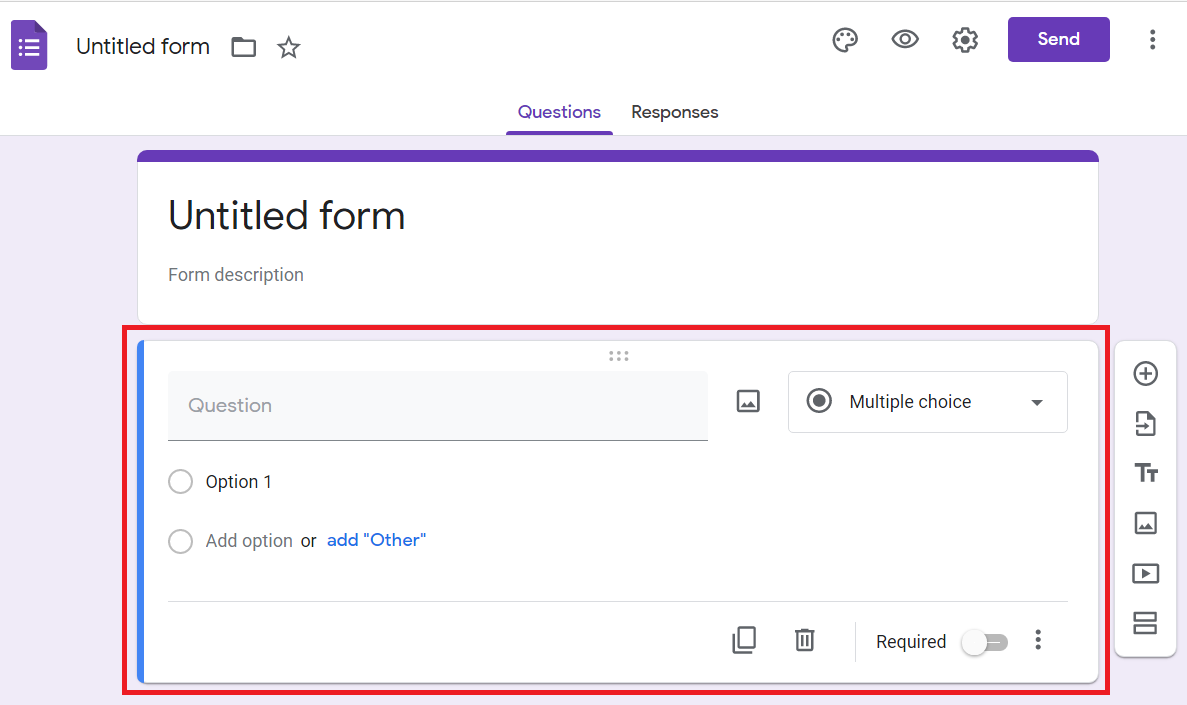 Untitled form
Send
Questions Responses
Untitled form
Form description
Question
Multiple choice
Option 1
Add option or add "Other"
Required